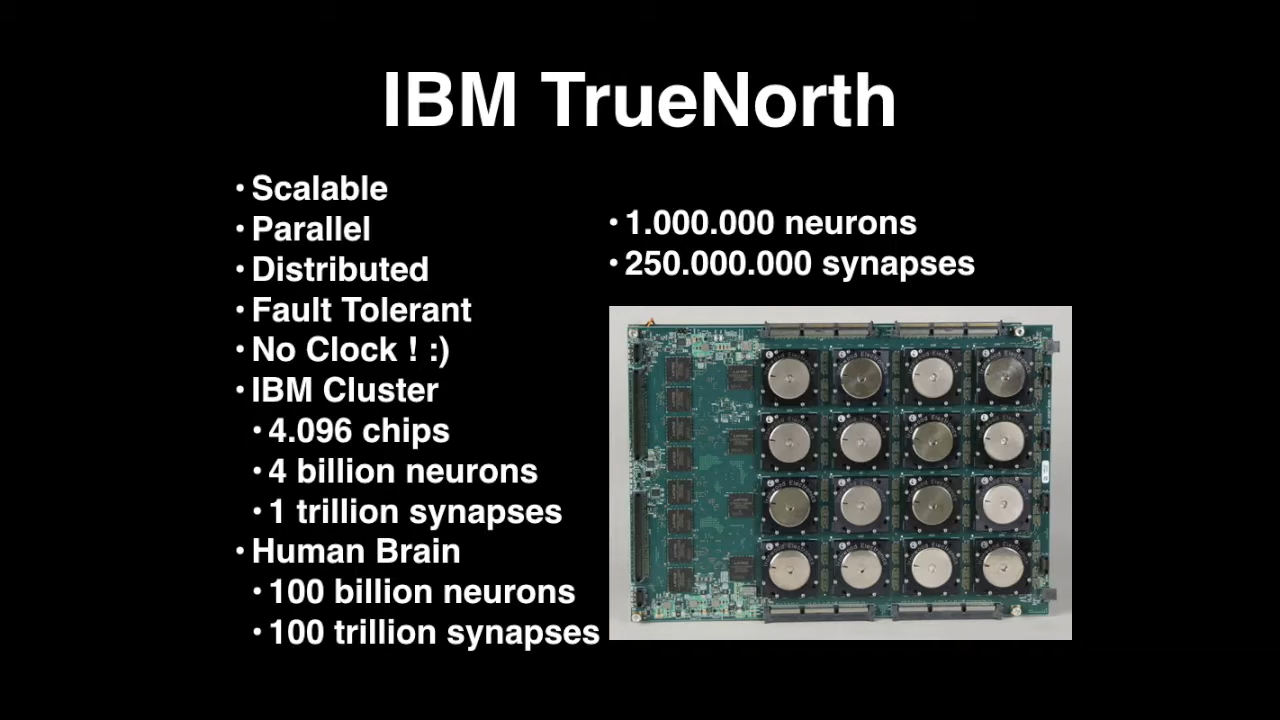 IBM TrueNorth
• Scalable
• Parallel
• Distributed
• Fault Tolerant
• No Clock ! :)
• IBM Cluster
• 4.096 chips
• 4 billion neurons
• 1 trillion synapses
• Human Brain
• 100 billion neurons
• 100 trillion synapses
• 1.000.000 neurons
• 250.000.000 synapses